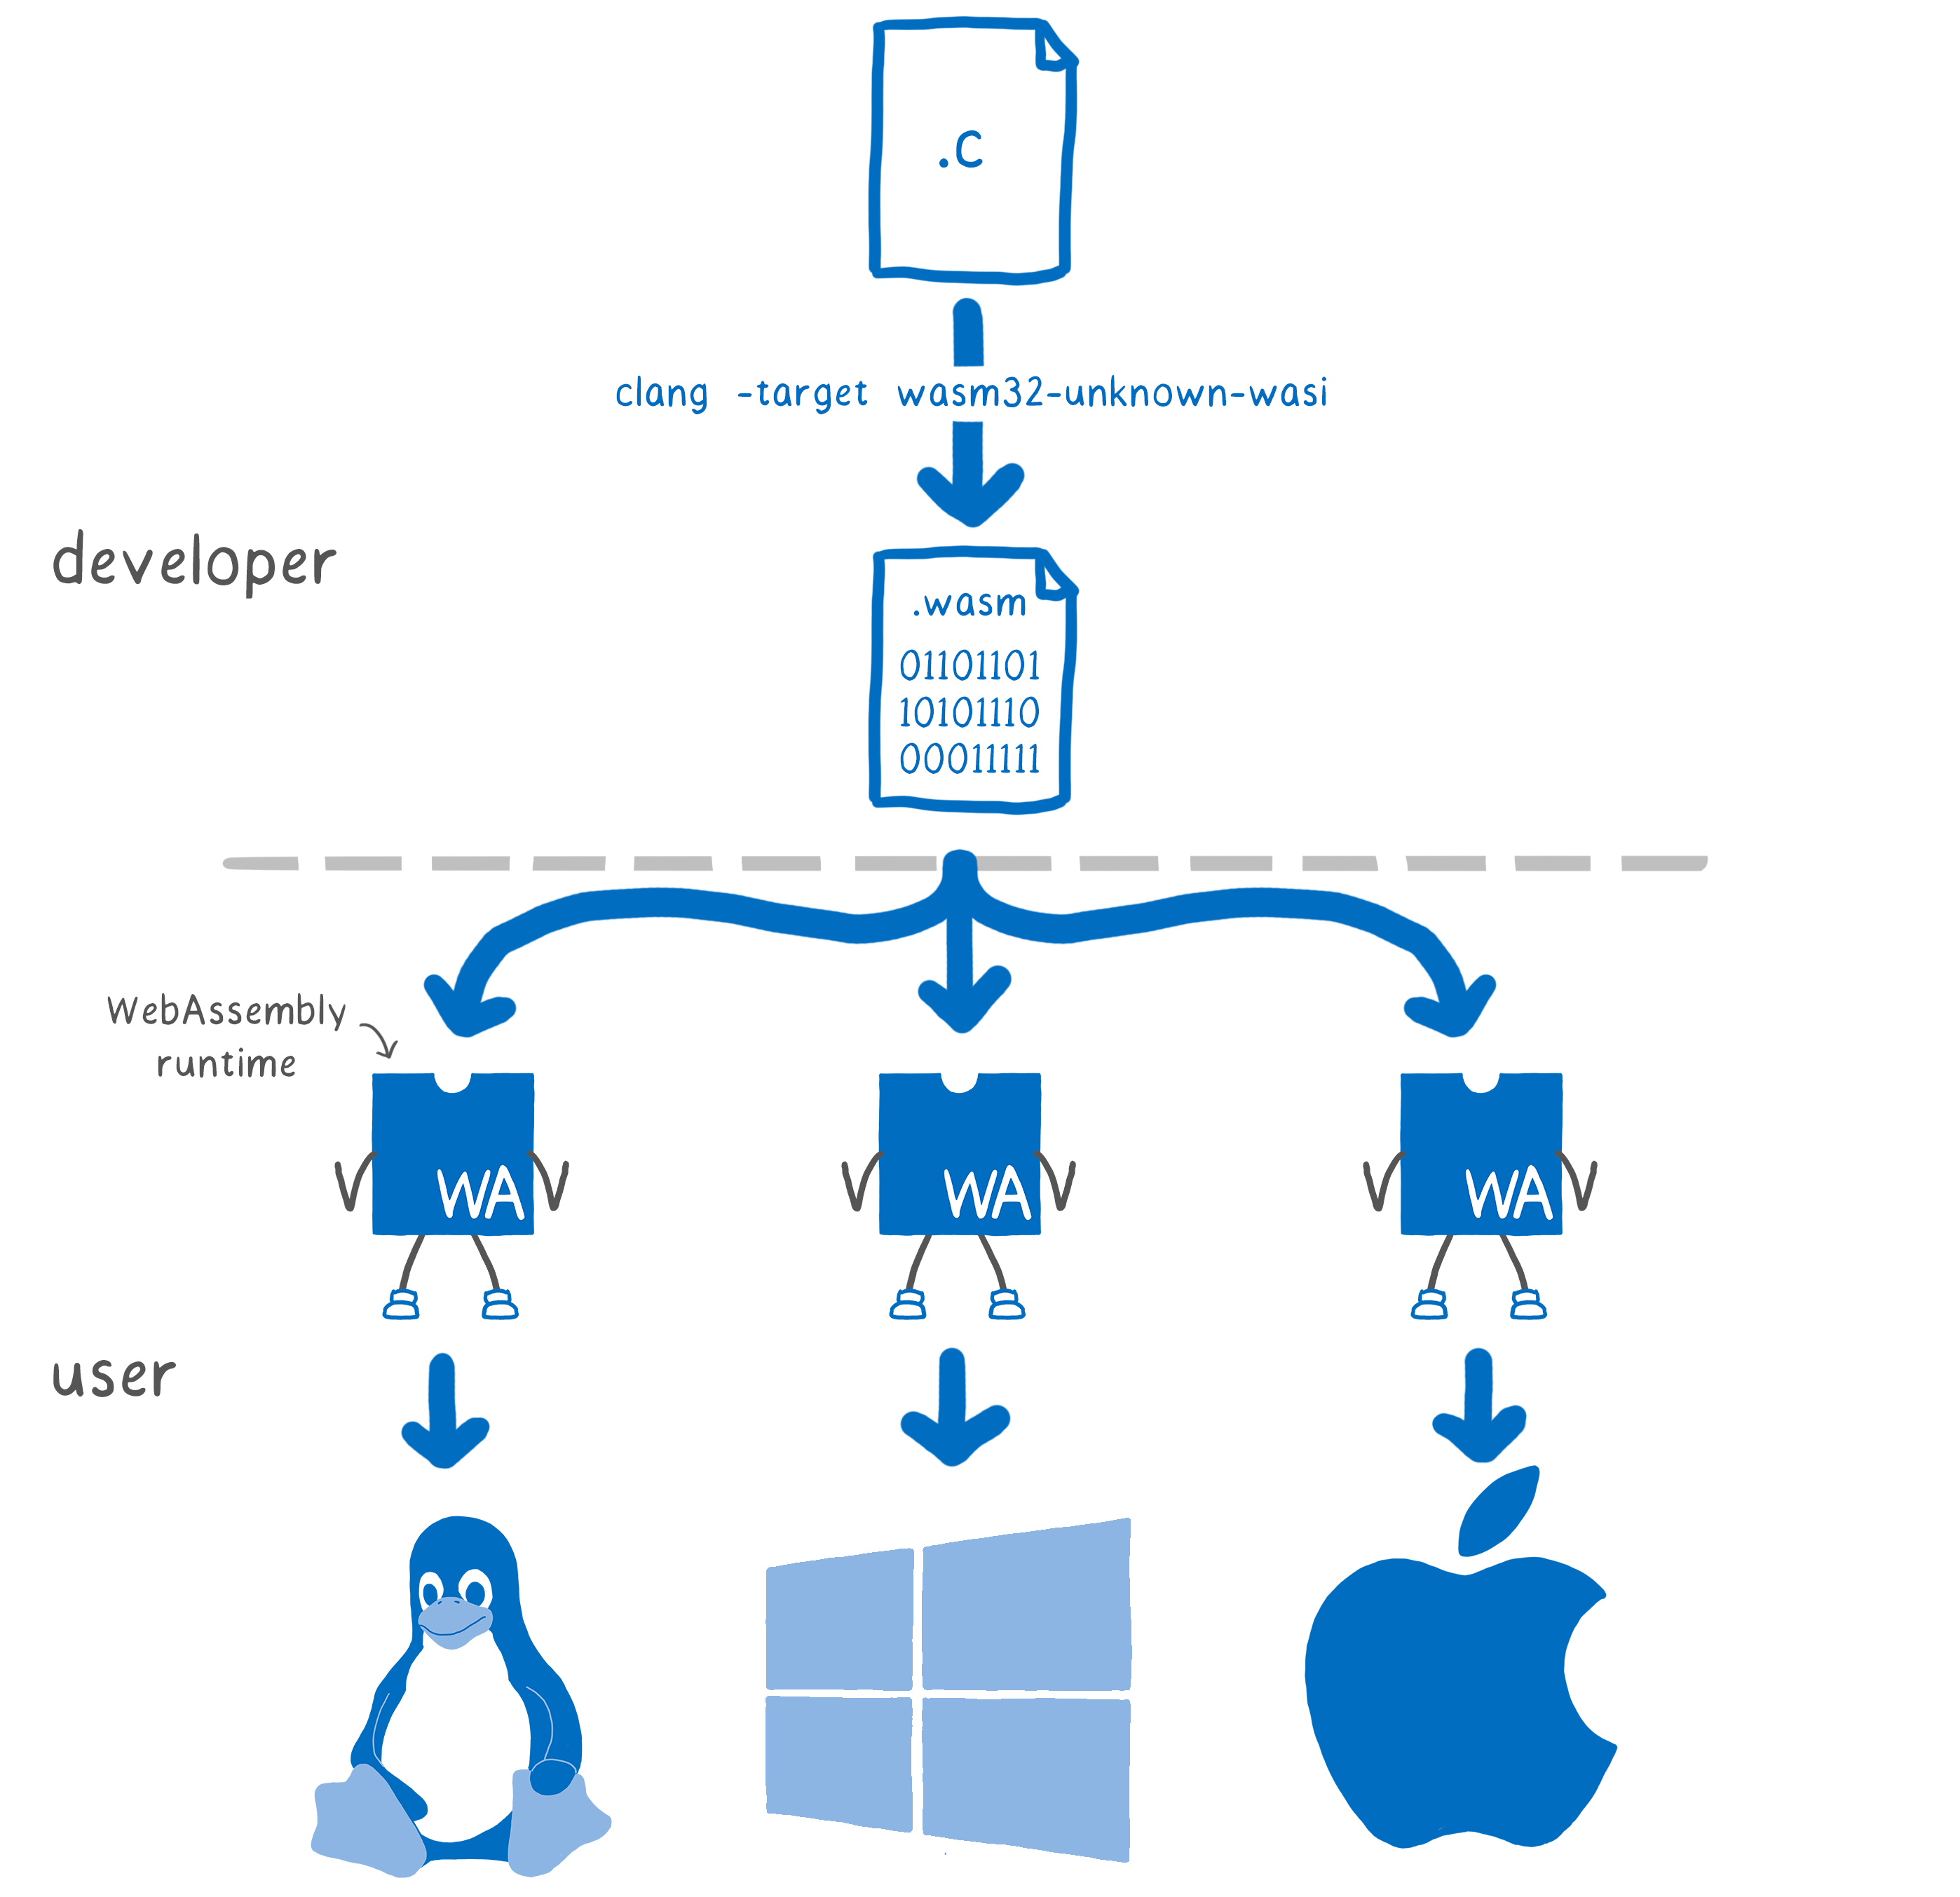 .c
clang -target wasm32-unknown-wasi
developer
.wasm
01101101
10101110
00011111
WebAssembly
runtime
WA
WA
WA
user